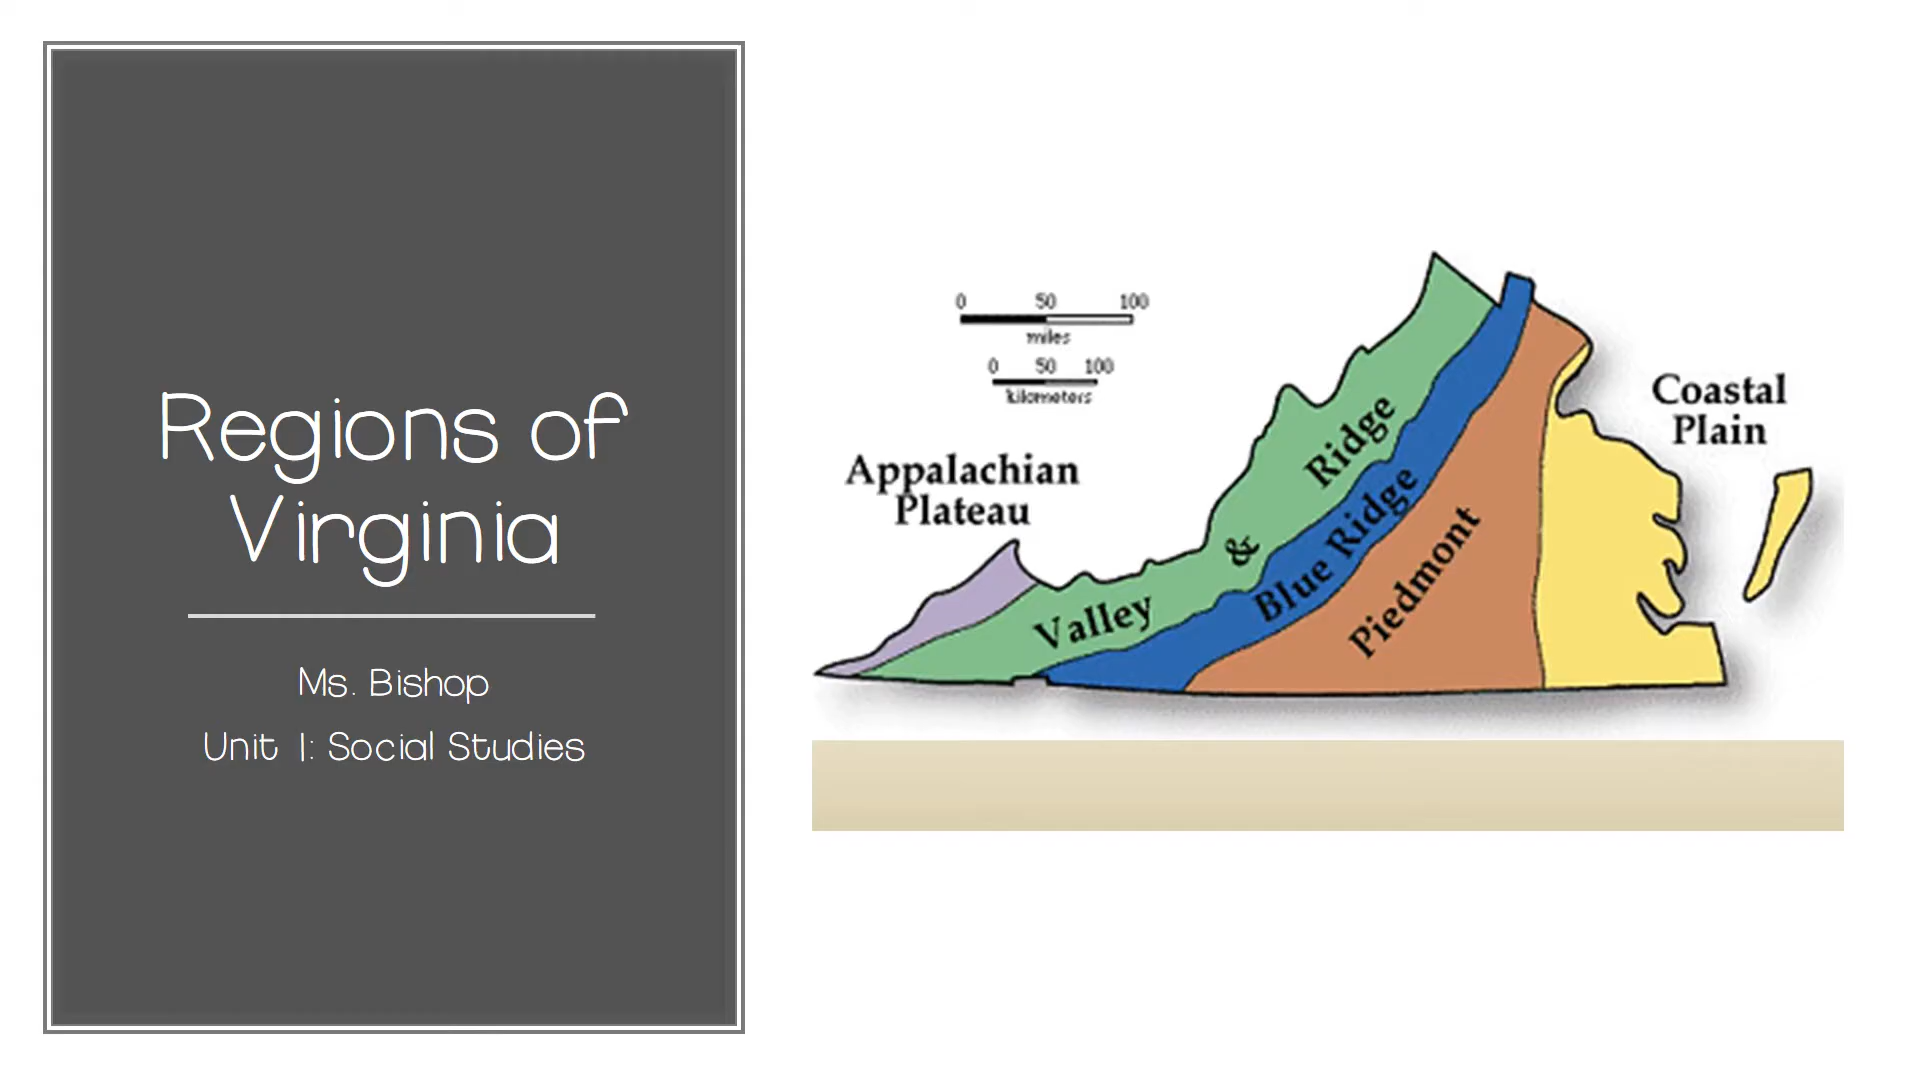 Regions of
Virginia
Ms. Bishop
Unit 1: Social Studies
0 50 100
miles
0 50 100
kilometers
Appalachian
Plateau
Coastal
Plain
Valley & Ridge
Blue Ridge
Piedmont